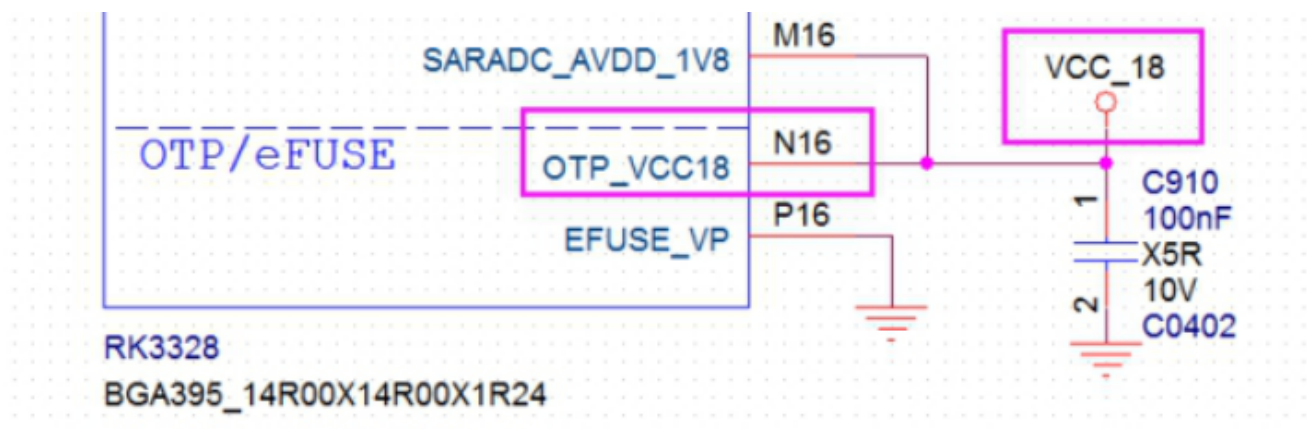 SARADC_AVDD_1V8
M16
VCC_18
OTP/eFUSE
OTP_VCC18
N16
EFUSE_VP
P16
1
C910
100nF
X5R
10V
2
C0402
RK3328
BGA395_14R00X14R00X1R24